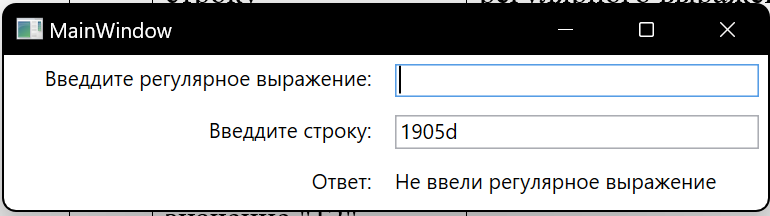 MainWindow
Введдите регулярное выражение:
Введдите строку:
1905d
Ответ:
Не ввели регулярное выражение